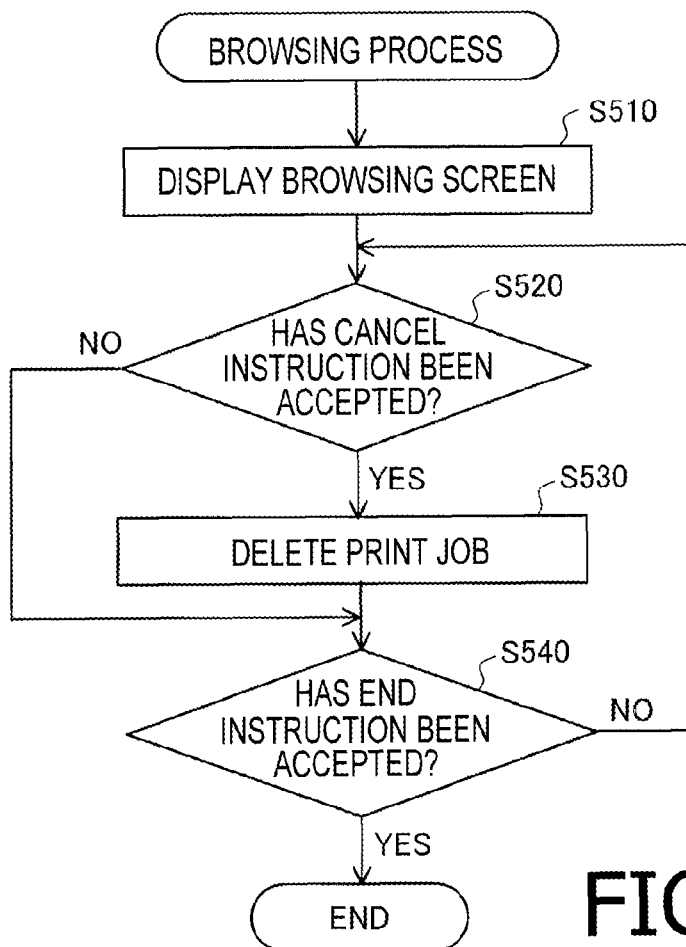 BROWSING PROCESS
S510
DISPLAY BROWSING SCREEN
S520
HAS CANCEL
INSTRUCTION BEEN
ACCEPTED?
NO
YES
S530
DELETE PRINT JOB
S540
HAS END
INSTRUCTION BEEN
ACCEPTED?
NO
YES
END
FIG